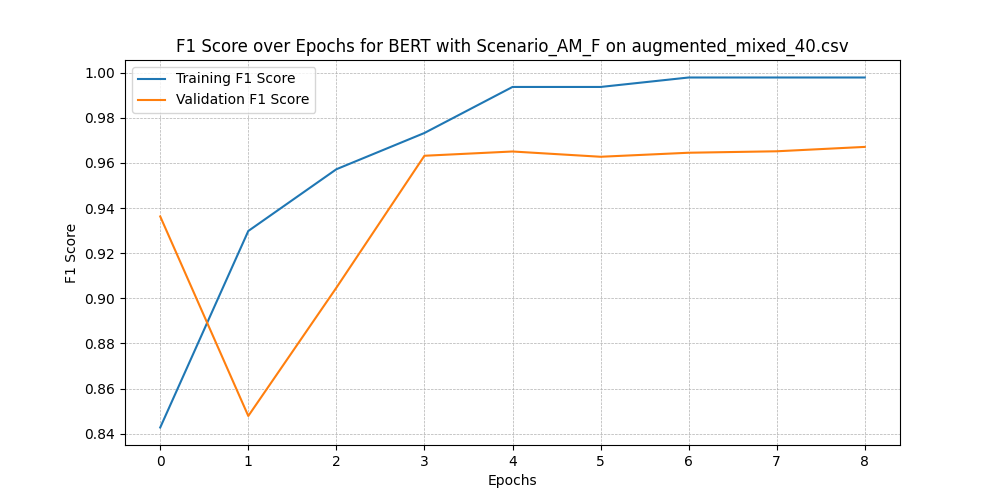 F1 Score over Epochs for BERT with Scenario_AM_F on augmented_mixed_40.csv
Training F1 Score
Validation F1 Score
F1 Score
1.00
0.98
0.96
0.94
0.92
0.90
0.88
0.86
0.84
0 1 2 3 4 5 6 7 8
Epochs